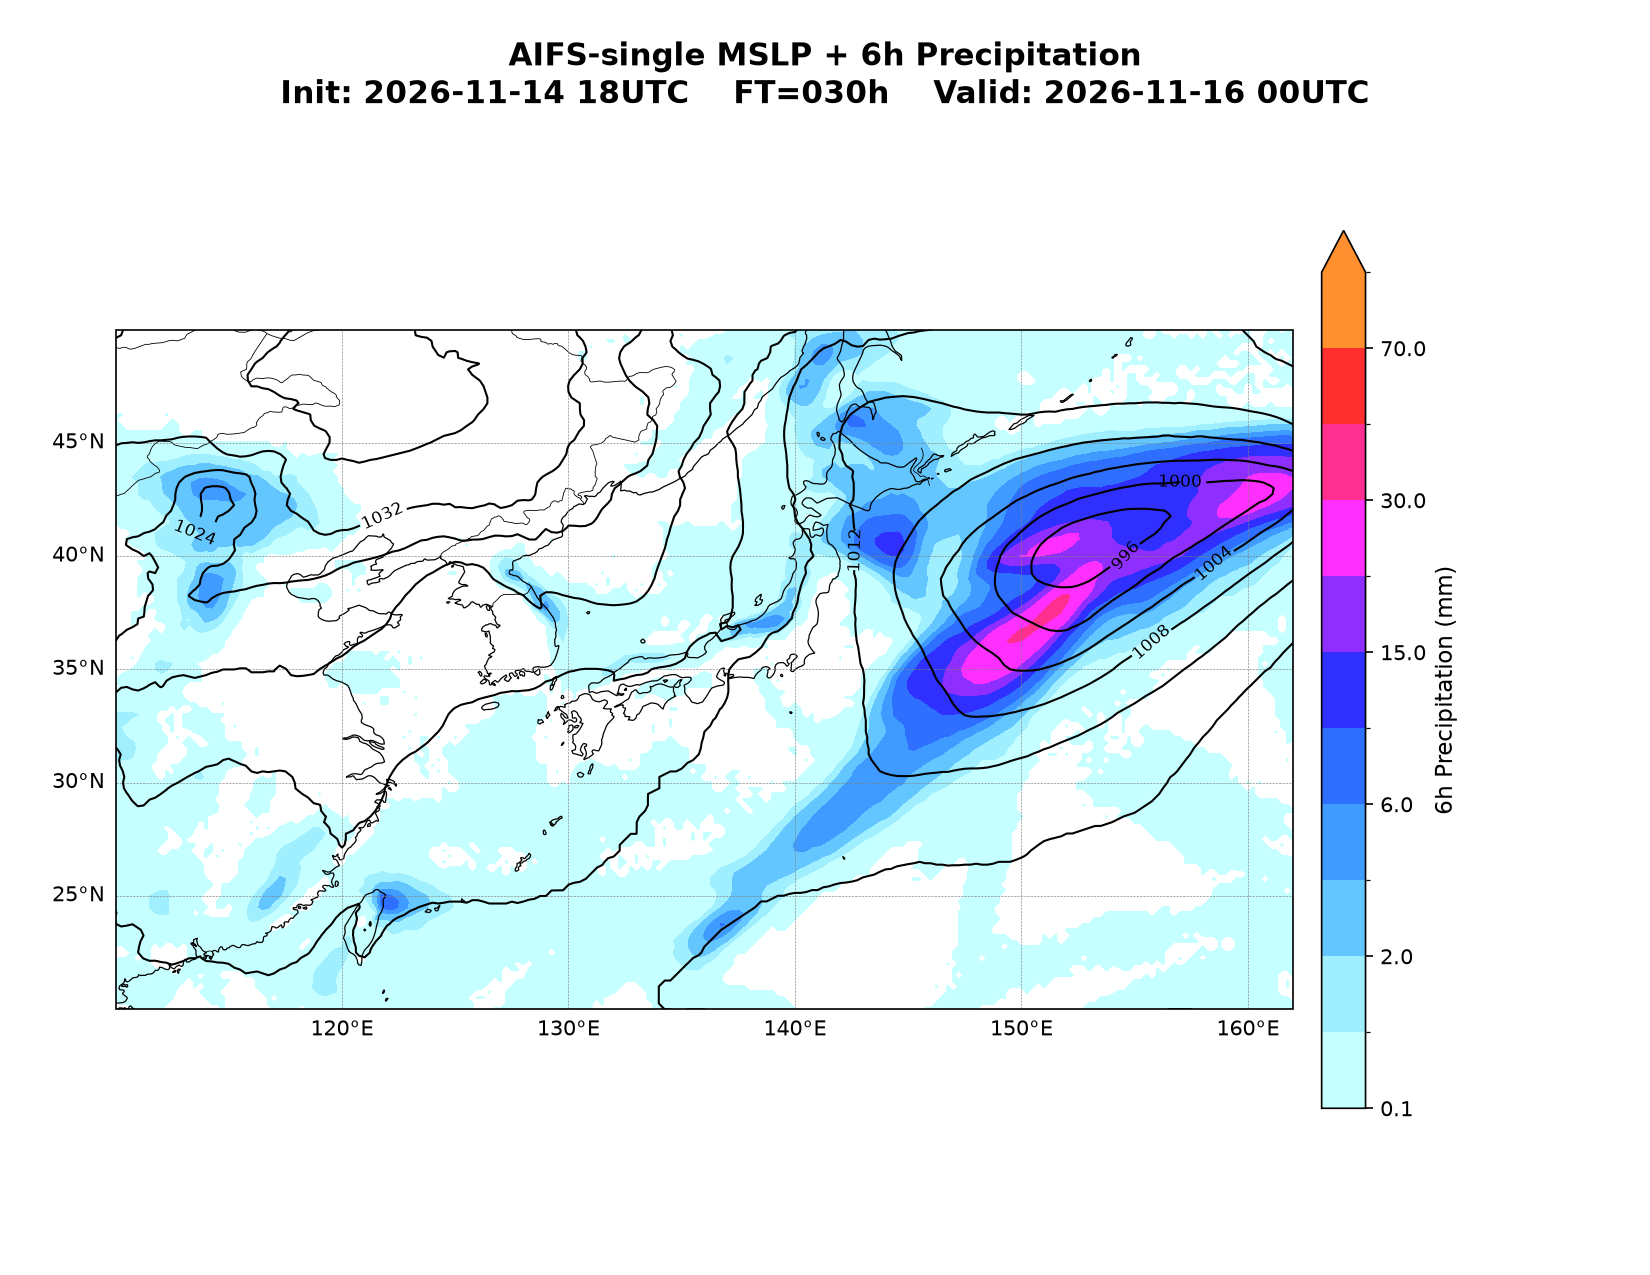 AIFS-single MSLP + 6h Precipitation
Init: 2026-11-14 18UTC    FT=030h    Valid: 2026-11-16 00UTC
70.0
30.0
15.0
6.0
2.0
0.1
6h Precipitation (mm)
45°N
40°N
35°N
30°N
25°N
120°E
130°E
140°E
150°E
160°E
1032
1024
1012
1000
996
1004
1008